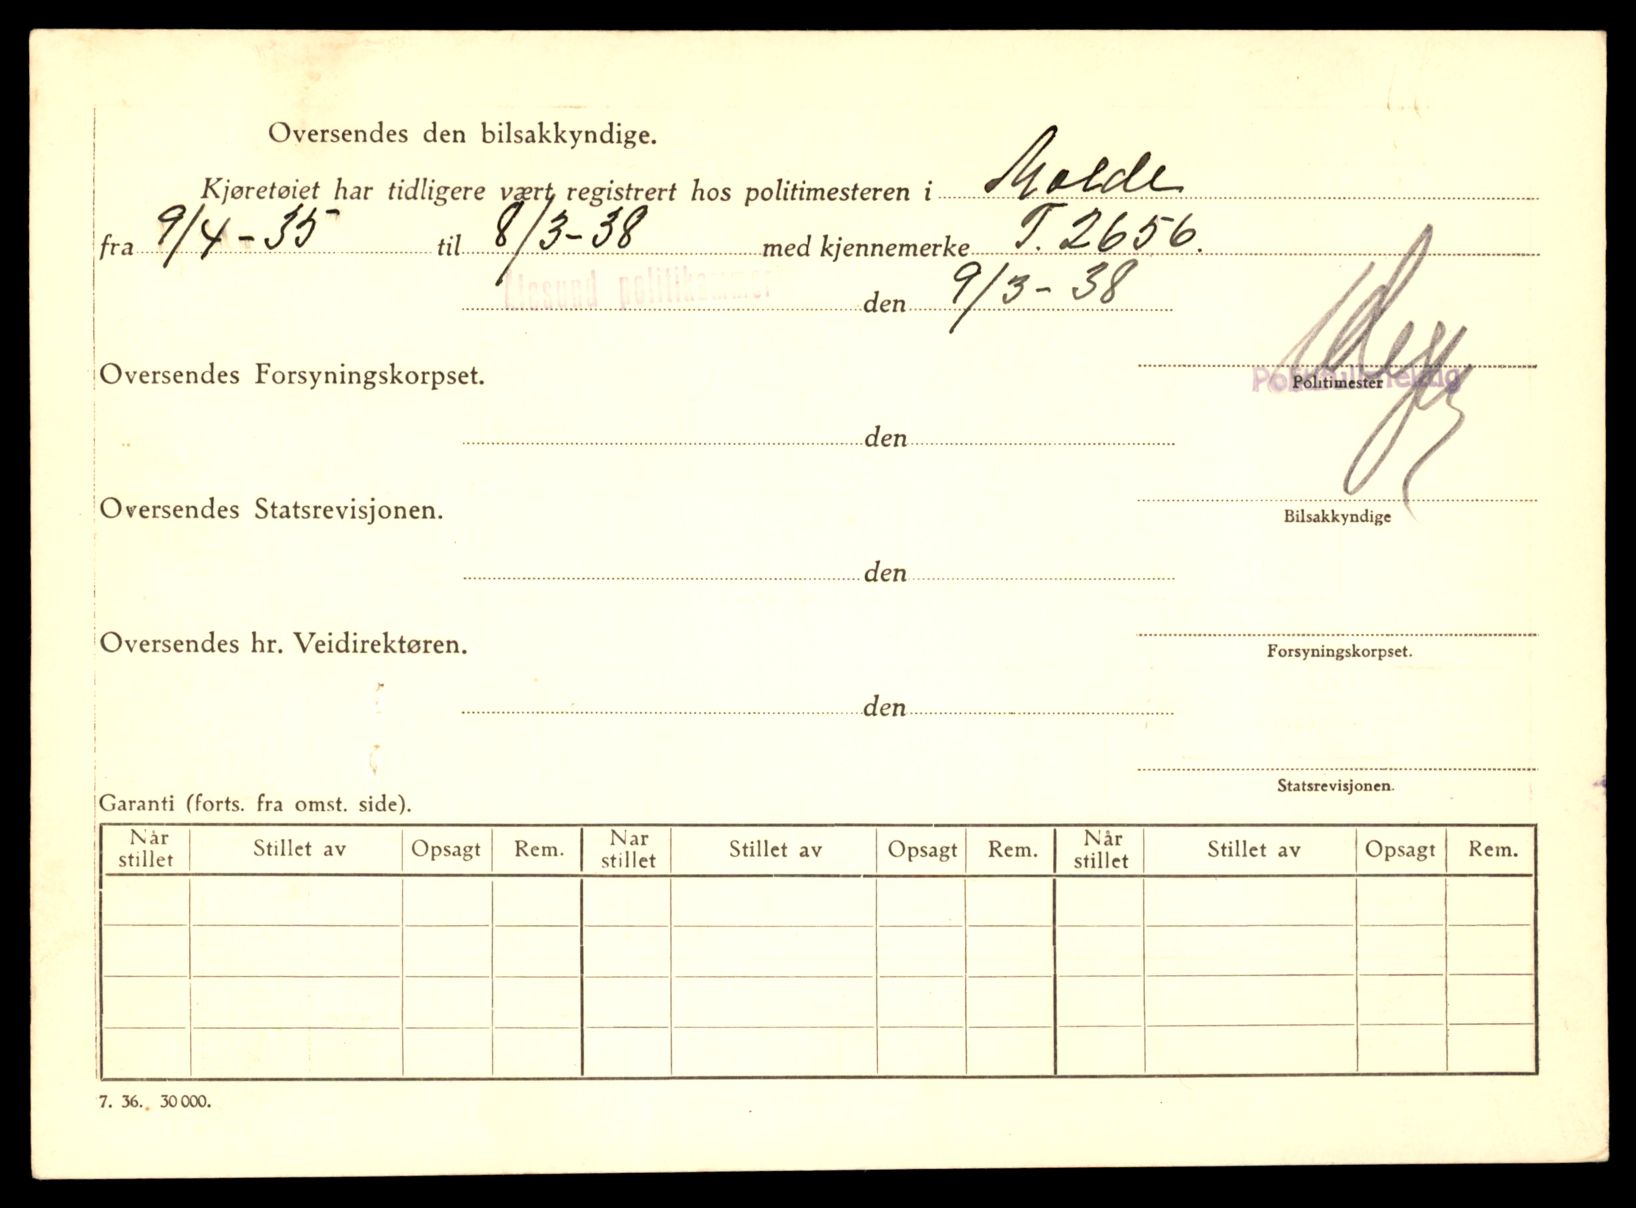 Oversendes den bilsakkyndige.
Kjøretøiet har tidligere vært registrert hos politimesteren i Molde
fra 9/4-35 til 8/3-38 med kjennemerke T. 2656.
politikammer den 9/3-38
Oversendes Forsyningskorpset.
Politimester
den
Oversendes Statsrevisjonen.
Bilsakkyndige
den
Oversendes hr. Veidirektøren.
Forsyningskorpset.
den
Statsrevisjonen.
Garanti (forts. fra omst. side).
Når stillet Stillet av Opsagt Rem. Nar stillet Stillet av Opsagt Rem. Når stillet Stillet av Opsagt Rem.
7. 36. 30 000.